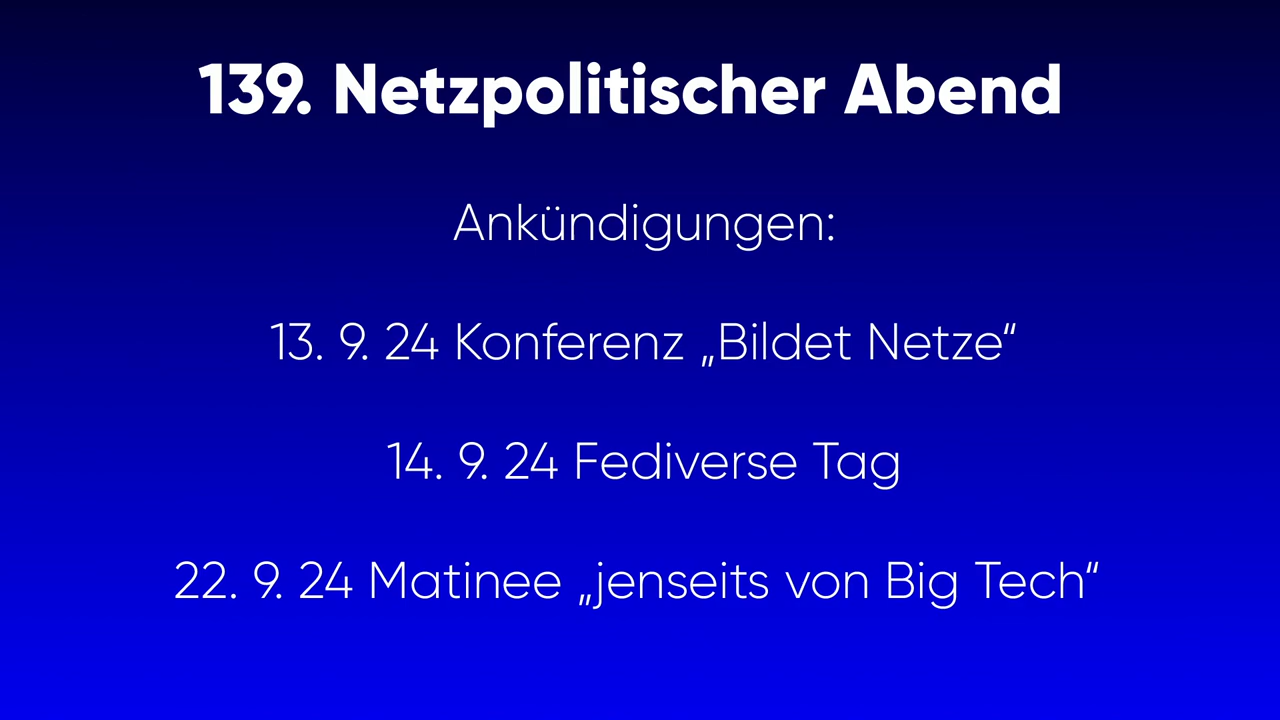 139. Netzpolitischer Abend
Ankündigungen:
13. 9. 24 Konferenz „Bildet Netze“
14. 9. 24 Fediverse Tag
22. 9. 24 Matinee „jenseits von Big Tech“